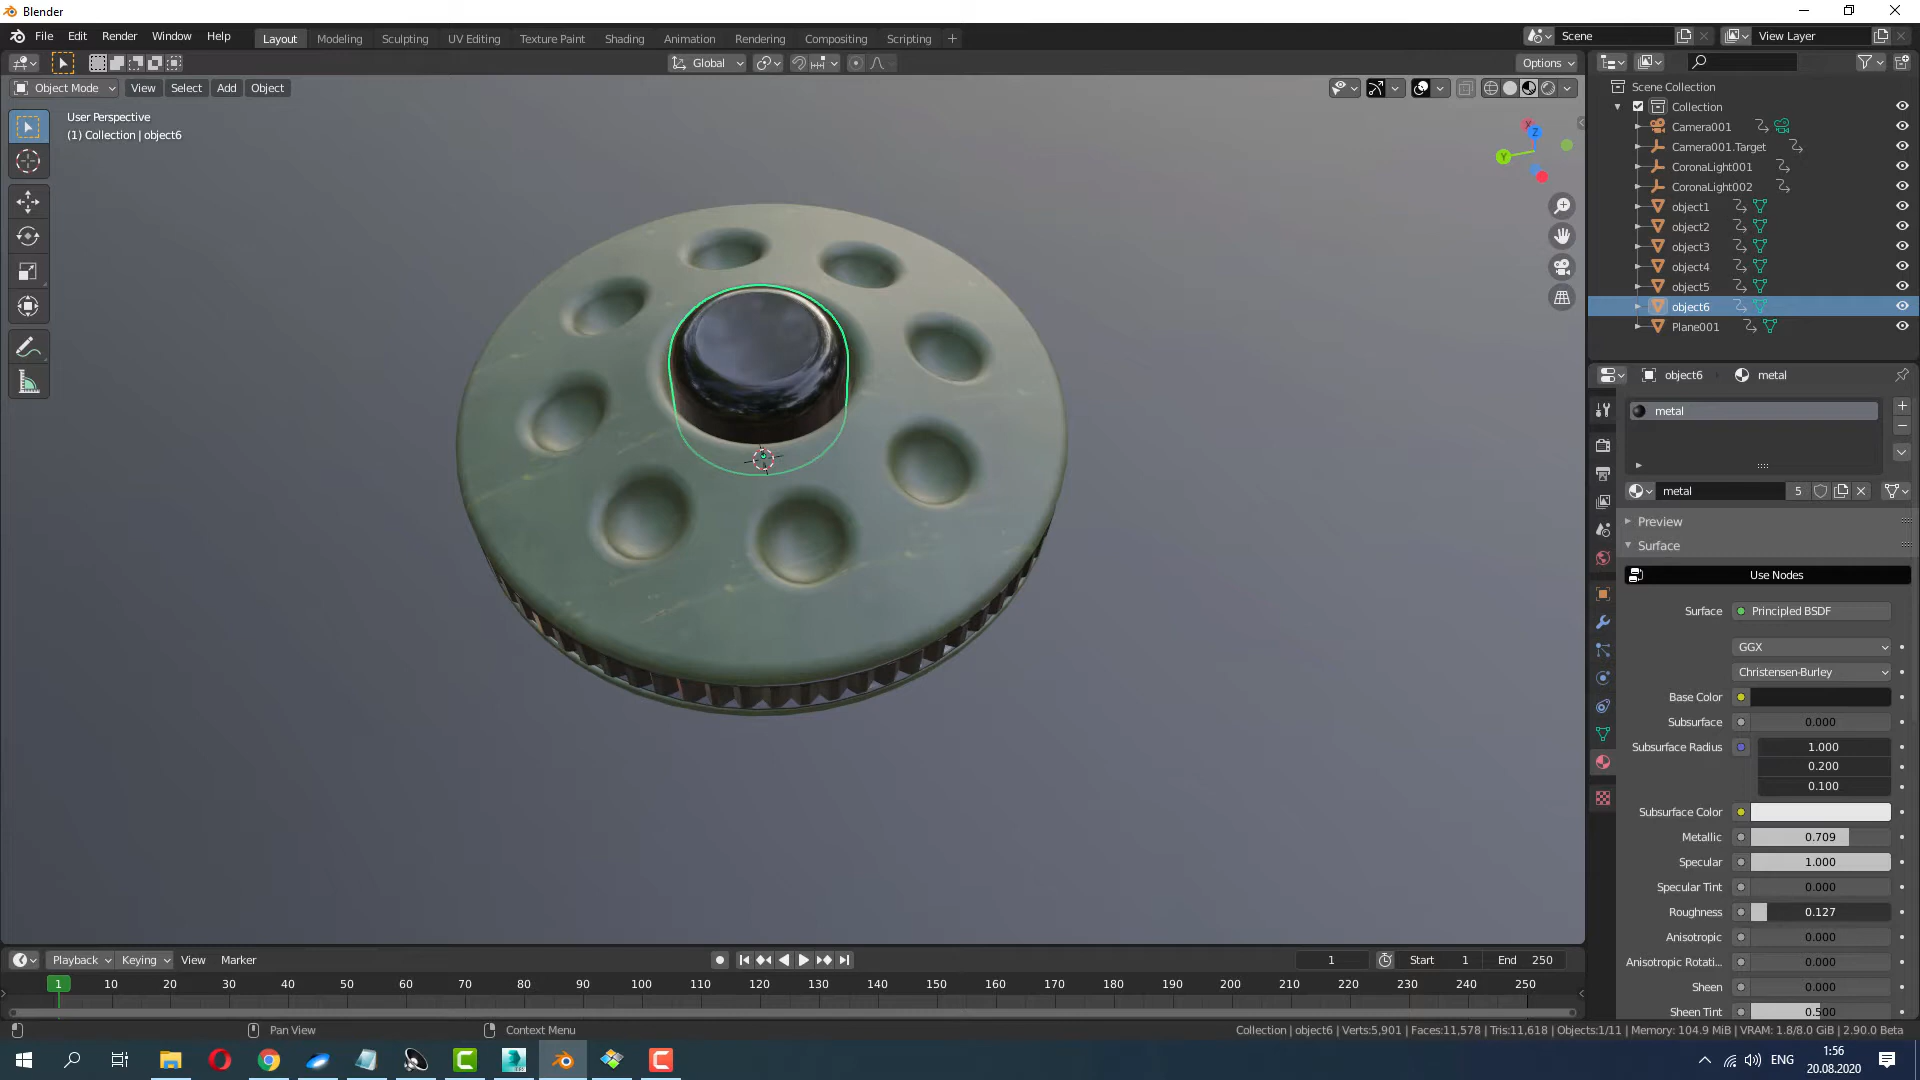 Blender
File Edit Render Window Help
Layout Modeling Sculpting UV Editing Texture Paint Shading Animation Rendering Compositing Scripting +
Scene View Layer
Global Options
Object Mode View Select Add Object
User Perspective
(1) Collection | object6
X
Y
Z
Scene Collection
Collection
Camera001
Camera001.Target
CoronaLight001
CoronaLight002
object1
object2
object3
object4
object5
object6
Plane001
object6 metal
metal
metal 5
Preview
Surface
Use Nodes
Surface Principled BSDF
GGX
Christensen-Burley
Base Color
Subsurface 0.000
Subsurface Radius 1.000
0.200
0.100
Subsurface Color
Metallic 0.709
Specular 1.000
Specular Tint 0.000
Roughness 0.127
Anisotropic 0.000
Anisotropic Rotati... 0.000
Sheen 0.000
Sheen Tint 0.500
Playback Keying View Marker 1 Start 1 End 250
1 10 20 30 40 50 60 70 80 90 100 110 120 130 140 150 160 170 180 190 200 210 220 230 240 250
Pan View Context Menu
Collection | object6 | Verts:5,901 | Faces:11,578 | Tris:11,618 | Objects:1/11 | Memory: 104.9 MiB | VRAM: 1.8/8.0 GiB | 2.90.0 Beta
ENG
1:56
20.08.2020